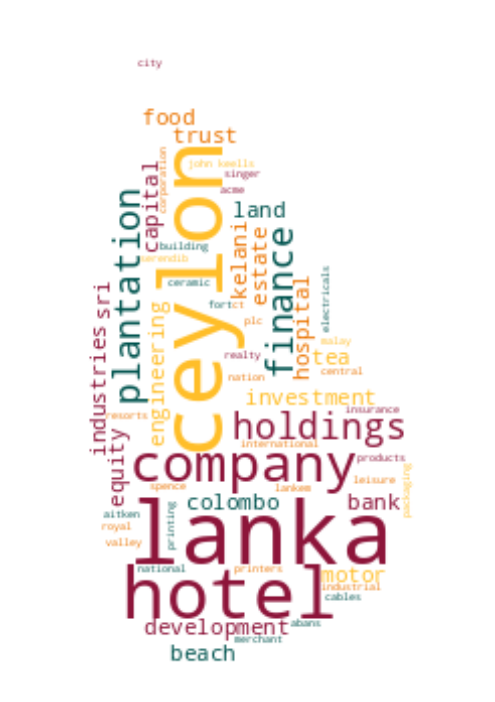 city
food
trust
john keells
singer
corporation
acme
capital
ceylon
plantation
land
building
serendib
kelani
estate
finance
ceramic
electricals
fort
ct
hospital
sri
plc
engineering
industries
malay
realty
tea
nation
central
investment
resorts
insurance
holdings
equity
international
company
products
packaging
spence
lankem
leisure
colombo
bank
aitken
printing
lanka
royal
valley
national
printers
motor
hotel
industrial
cables
development
abans
merchant
beach